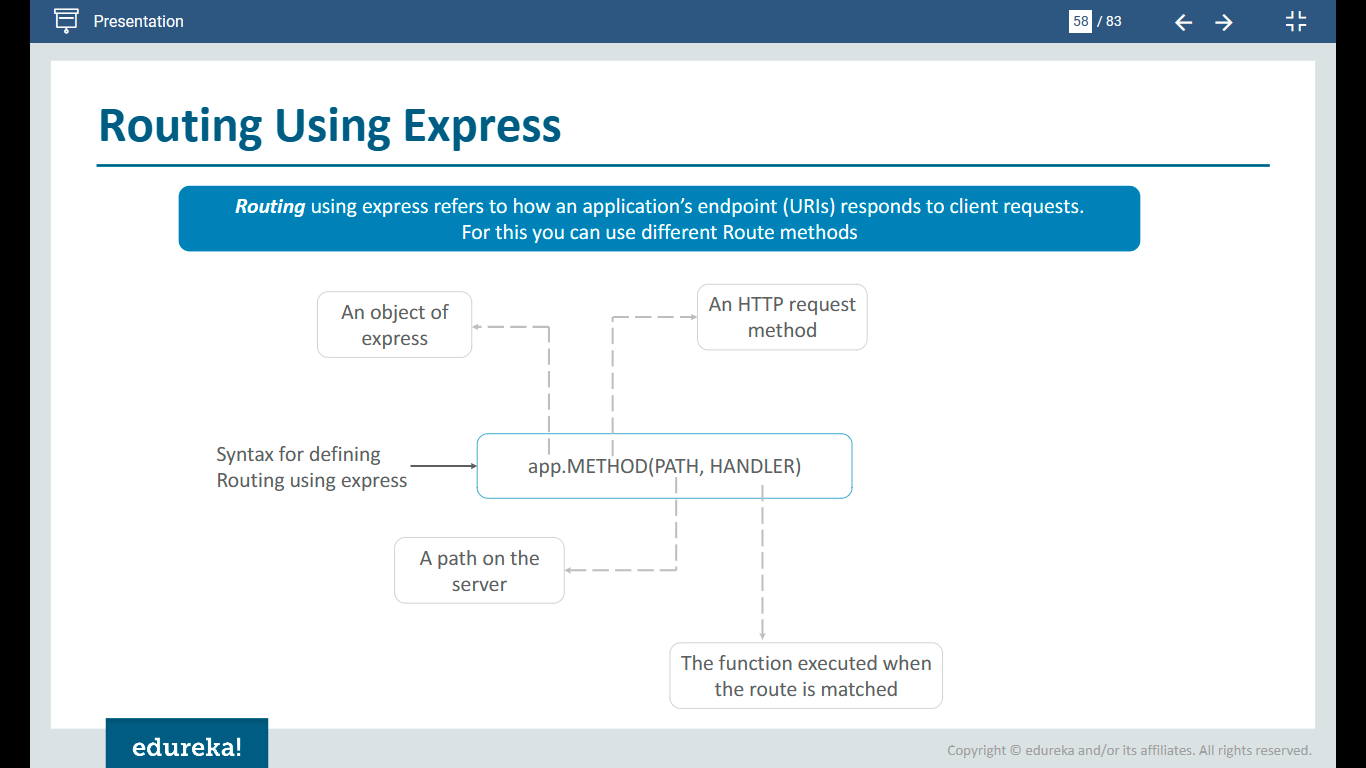 Presentation
58 / 83
Routing Using Express
Routing using express refers to how an application’s endpoint (URIs) responds to client requests.
For this you can use different Route methods
An object of
express
An HTTP request
method
Syntax for defining
Routing using express
app.METHOD(PATH, HANDLER)
A path on the
server
The function executed when
the route is matched
edureka!
Copyright © edureka and/or its affiliates. All rights reserved.